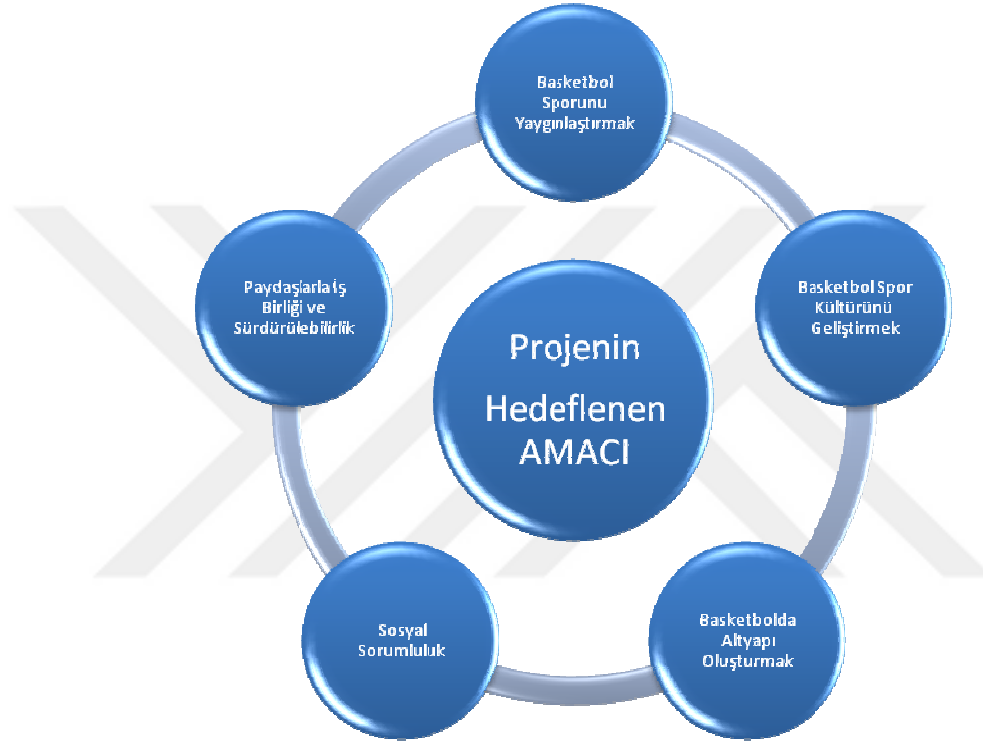 Basketbol
Sporunu
Yaygınlaştırmak
Basketbol Spor
Kültürünü
Geliştirmek
Basketbolda
Altyapı
Oluşturmak
Sosyal
Sorumluluk
Paydaşlarla İş
Birliği ve
Sürdürülebilirlik
Projenin
Hedeflenen
AMACI